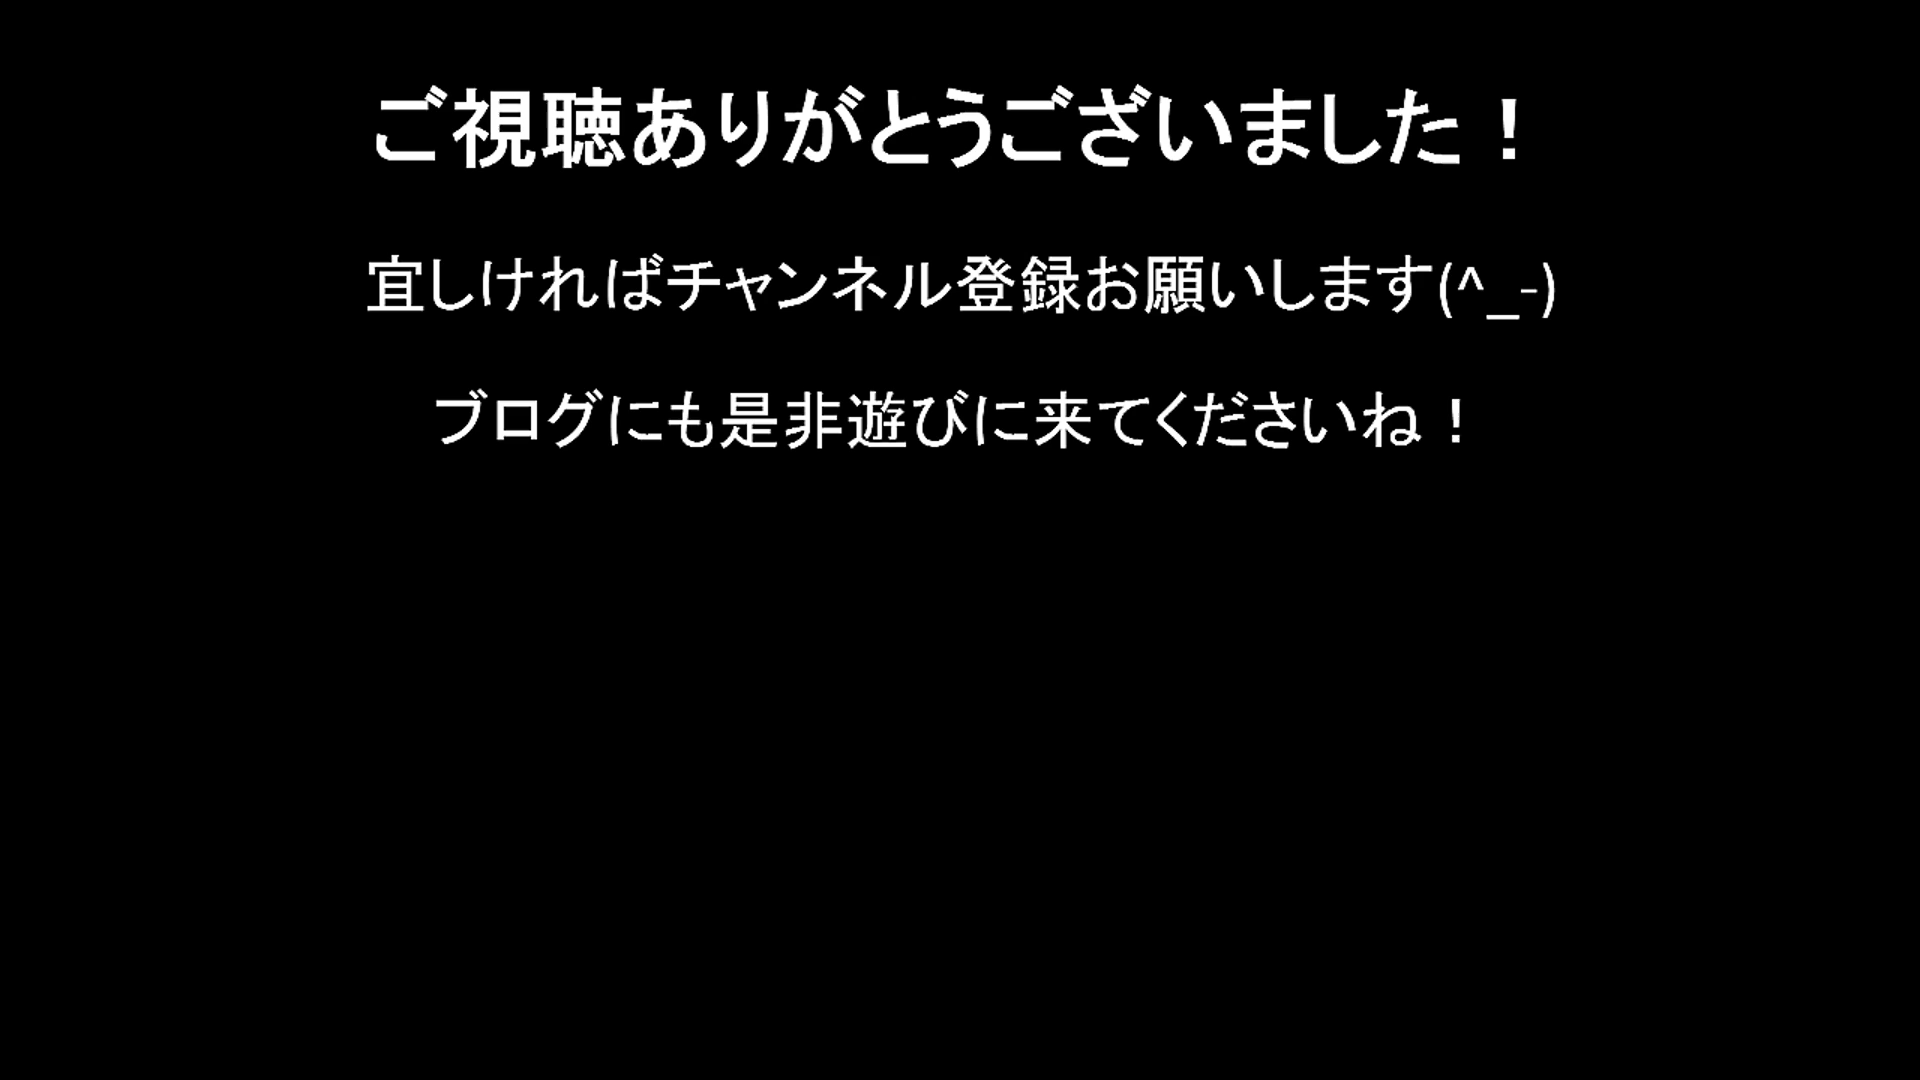 ご視聴ありがとうございました！
宜しければチャンネル登録お願いします(^_-)
ブログにも是非遊びに来てくださいね！